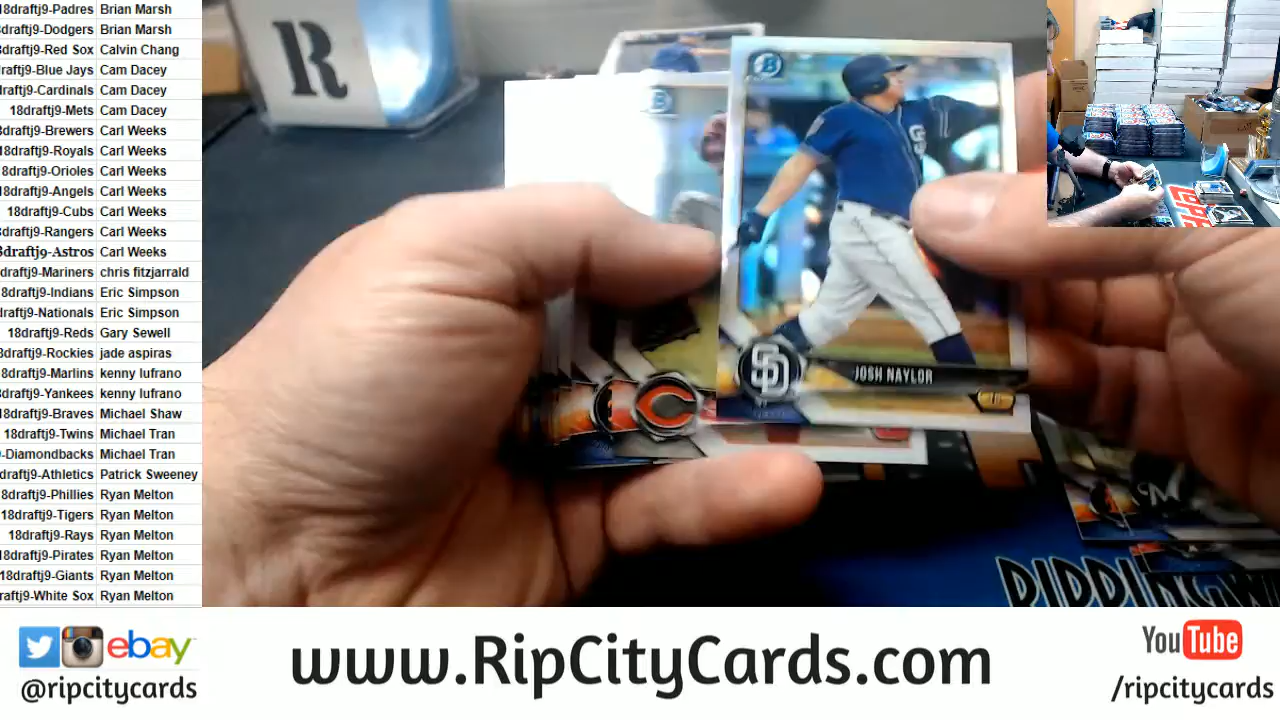 18draftj9-Padres Brian Marsh
draftj9-Dodgers Brian Marsh
draftj9-Red Sox Calvin Chang
raftj9-Blue Jays Cam Dacey
raftj9-Cardinals Cam Dacey
18draftj9-Mets Cam Dacey
8draftj9-Brewers Carl Weeks
18draftj9-Royals Carl Weeks
8draftj9-Orioles Carl Weeks
18draftj9-Angels Carl Weeks
18draftj9-Cubs Carl Weeks
8draftj9-Rangers Carl Weeks
8draftj9-Astros Carl Weeks
draftj9-Mariners chris fitzjarrald
8draftj9-Indians Eric Simpson
draftj9-Nationals Eric Simpson
18draftj9-Reds Gary Sewell
8draftj9-Rockies jade aspiras
8draftj9-Marlins kenny lufrano
8draftj9-Yankees kenny lufrano
18draftj9-Braves Michael Shaw
18draftj9-Twins Michael Tran
-Diamondbacks Michael Tran
draftj9-Athletics Patrick Sweeney
8draftj9-Phillies Ryan Melton
18draftj9-Tigers Ryan Melton
18draftj9-Rays Ryan Melton
18draftj9-Pirates Ryan Melton
18draftj9-Giants Ryan Melton
raftj9-White Sox Ryan Melton
R
B
SD
JOSH NAYLOR
C
ebay
@ripcitycards
www.RipCityCards.com
YouTube
/ripcitycards